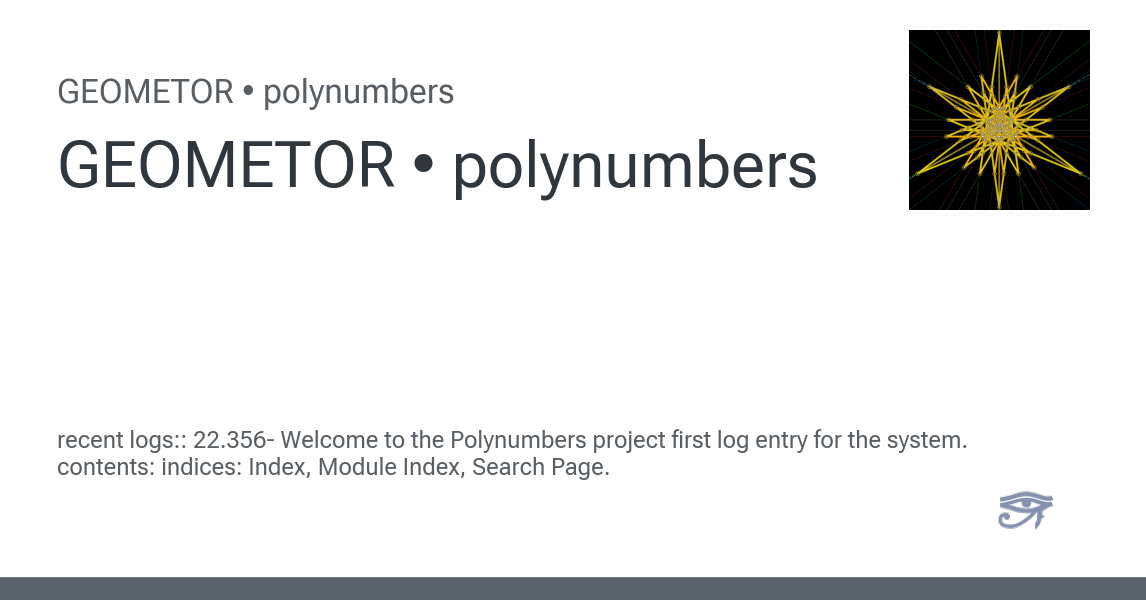 GEOMETOR • polynumbers
GEOMETOR • polynumbers
recent logs:: 22.356- Welcome to the Polynumbers project first log entry for the system.
contents: indices: Index, Module Index, Search Page.